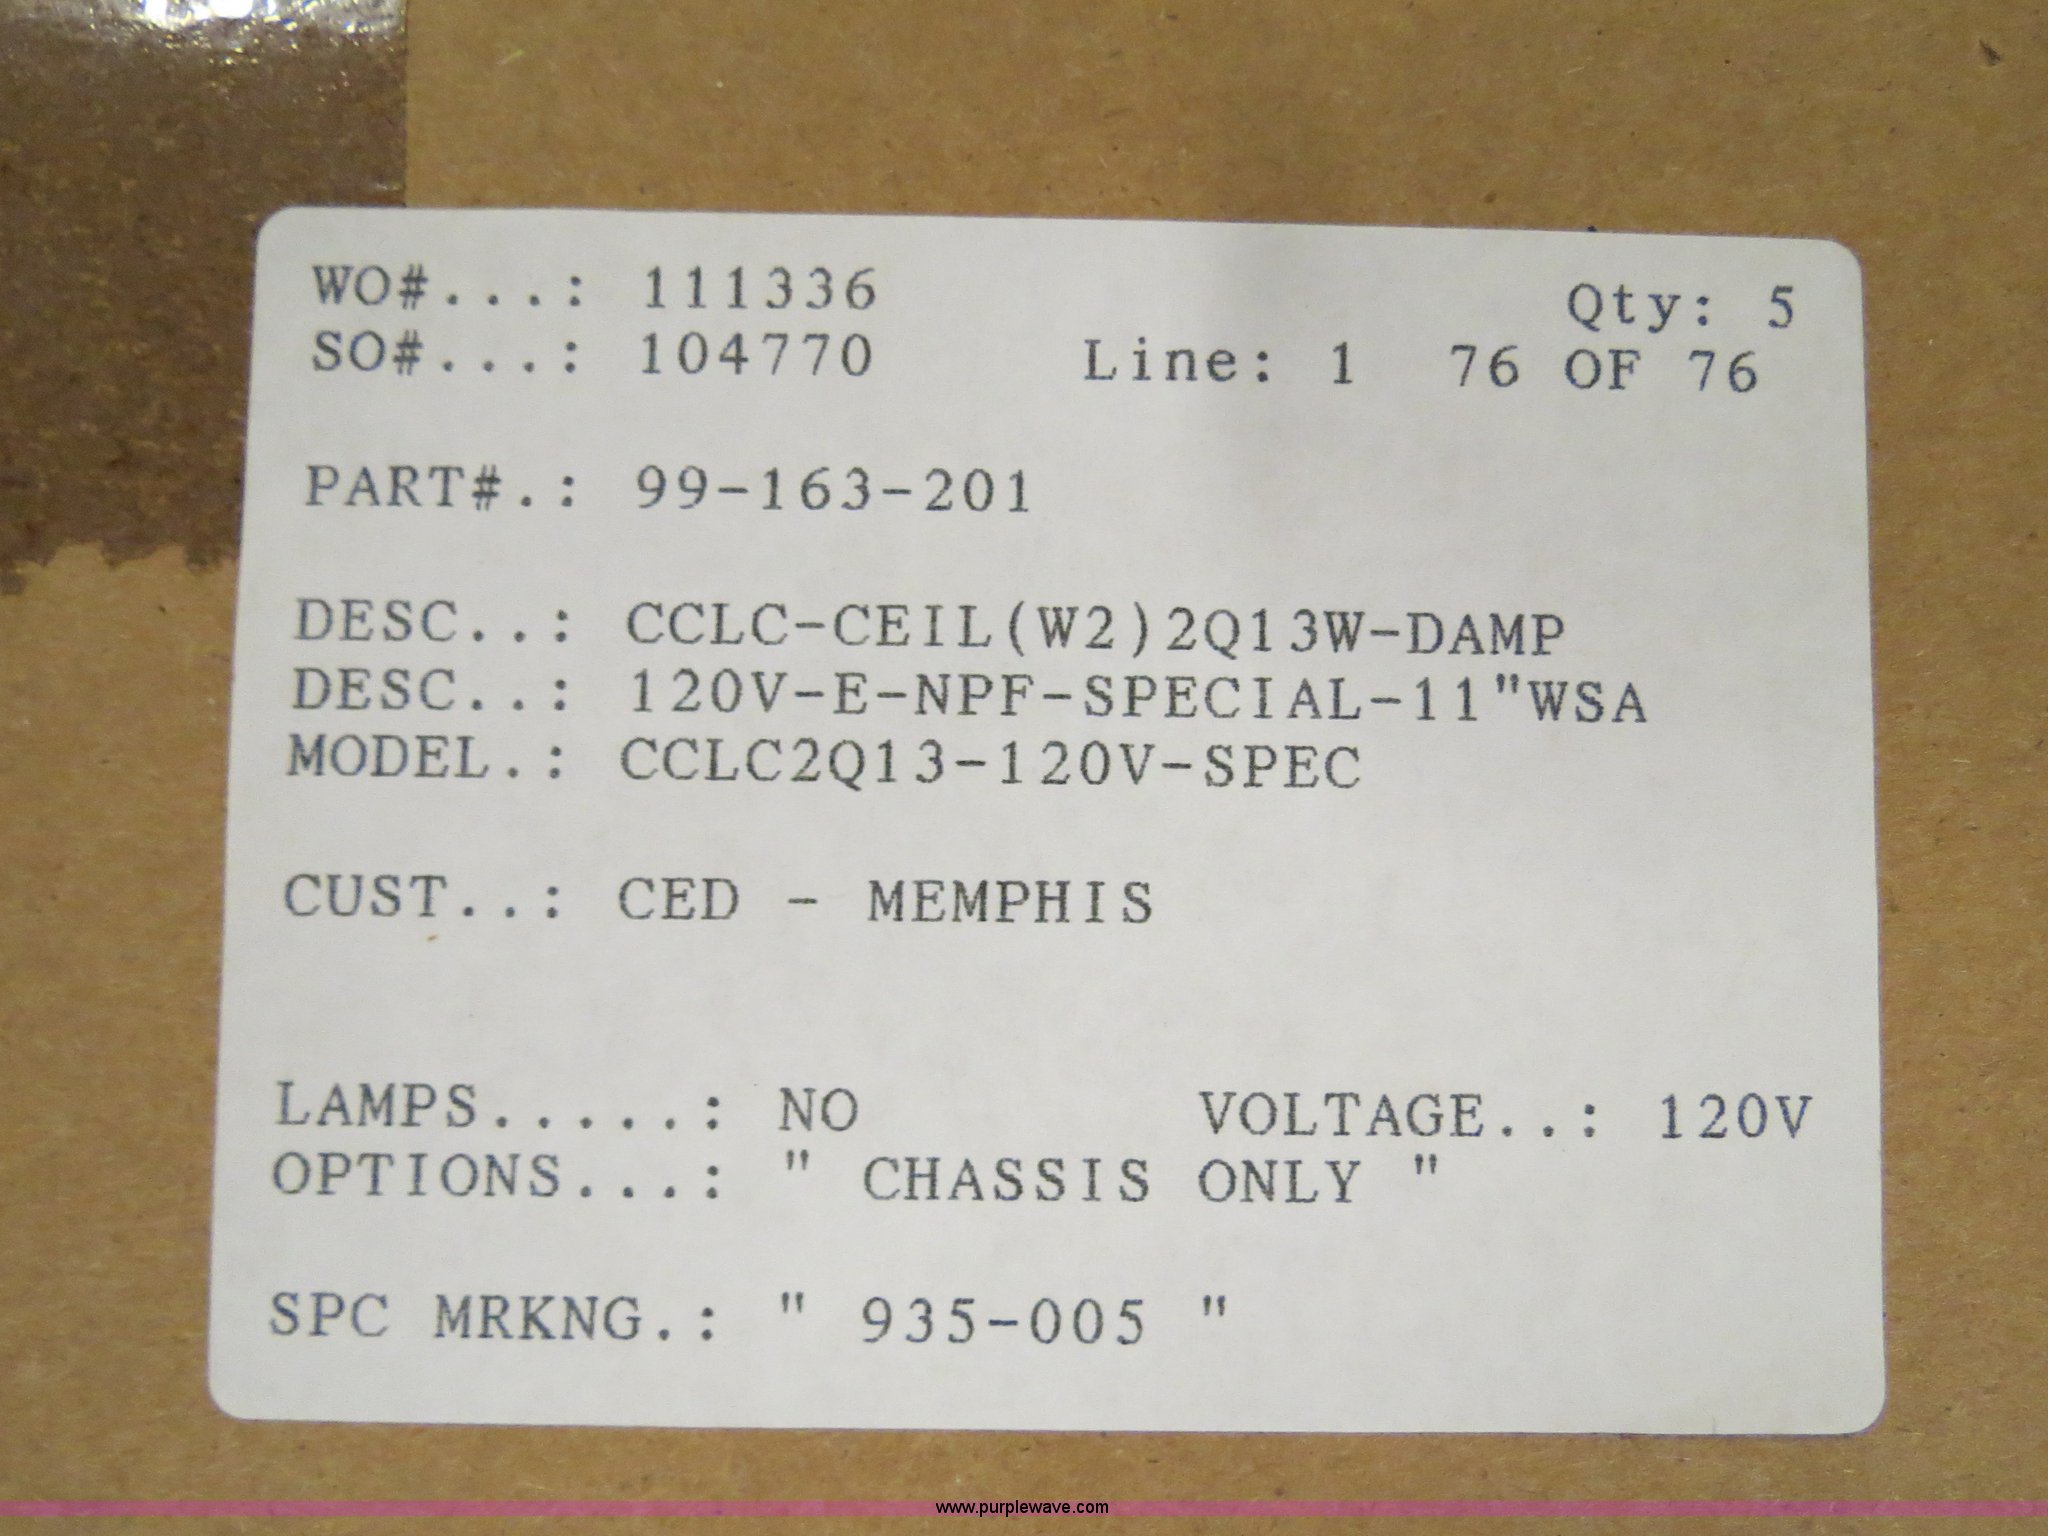 WO#...: 111336 Qty: 5
SO#...: 104770 Line: 1 76 OF 76
PART#.: 99-163-201
DESC..: CCLC-CEIL(W2)2Q13W-DAMP
DESC..: 120V-E-NPF-SPECIAL-11"WSA
MODEL.: CCLC2Q13-120V-SPEC
CUST..: CED - MEMPHIS
LAMPS.....: NO VOLTAGE..: 120V
OPTIONS...: " CHASSIS ONLY "
SPC MRKNG.: " 935-005 "
www.purplewave.com